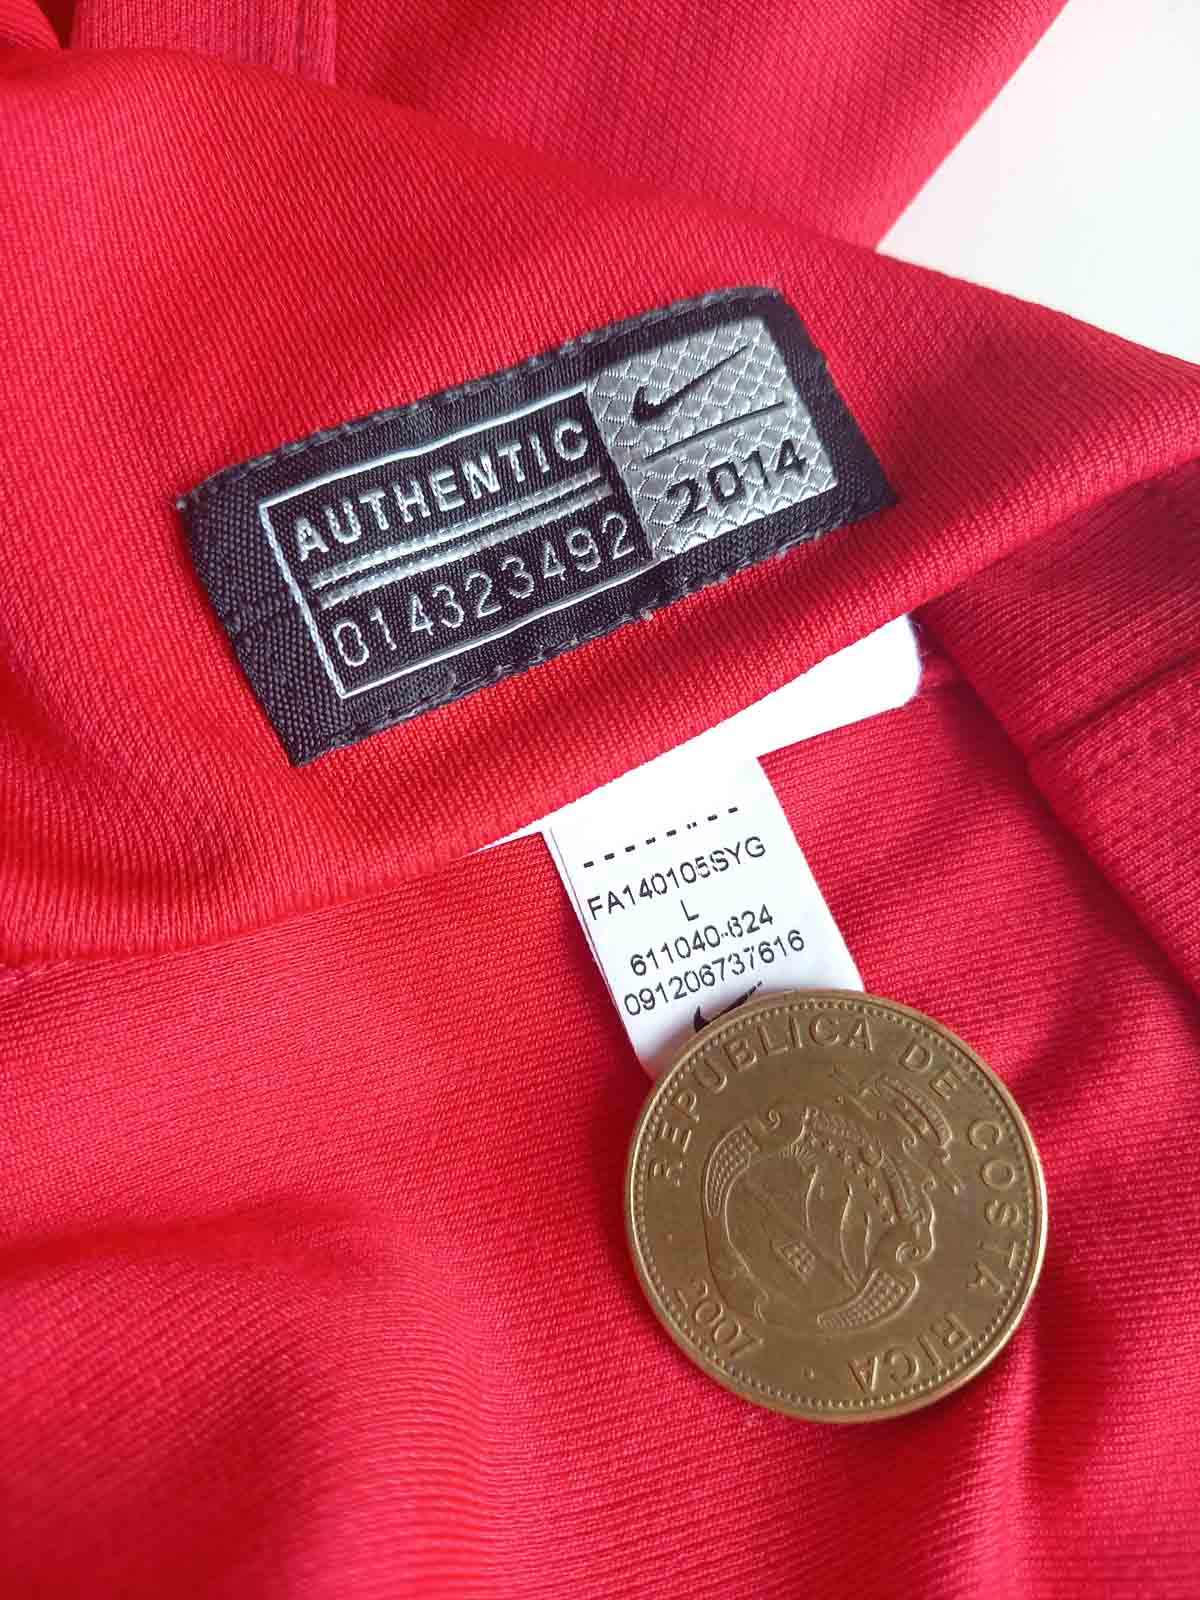 AUTHENTIC
014323492
2014
FA140105SYG
L
611040-624
091206737616
REPUBLICA DE COSTA RICA
2007